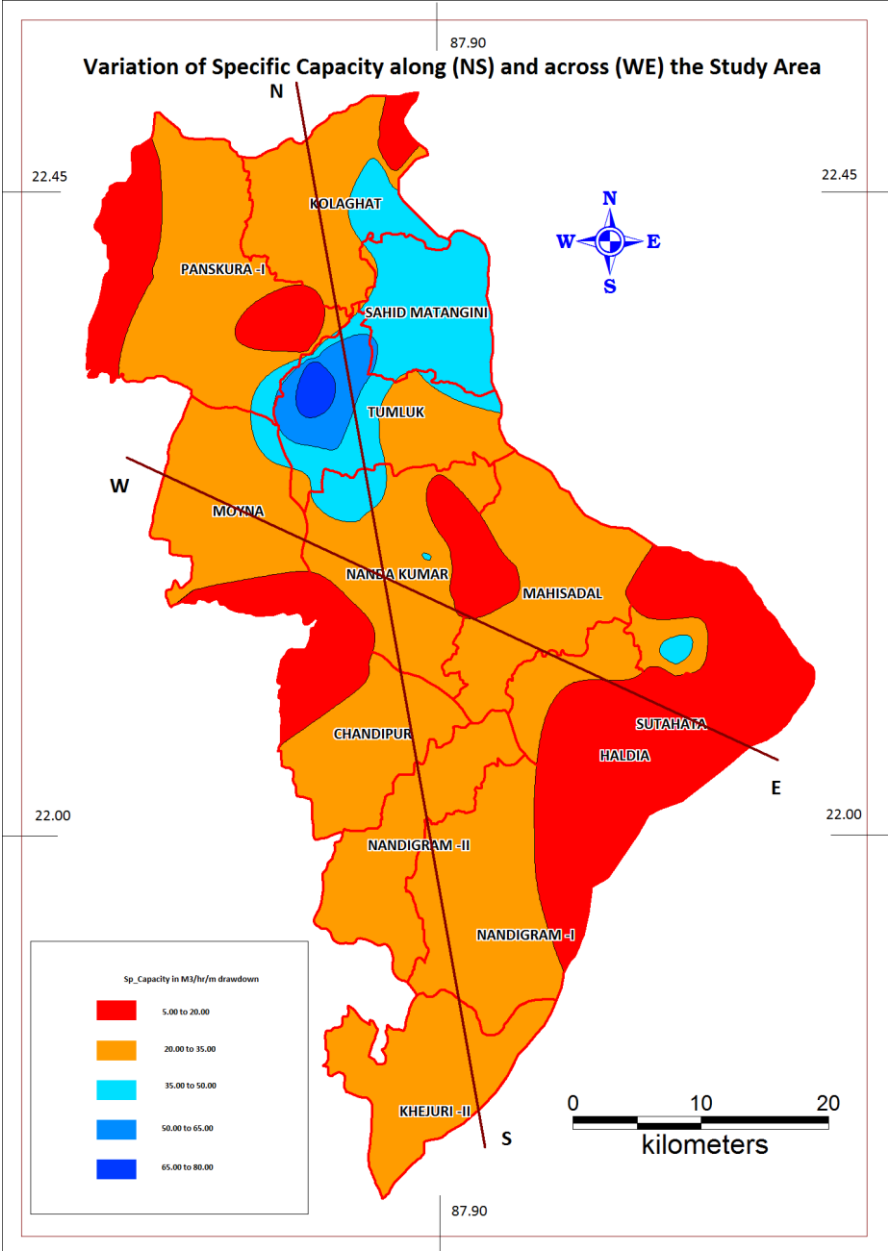 87.90
Variation of Specific Capacity along (NS) and across (WE) the Study Area
N
22.45
22.45
KOLAGHAT
N
W E
S
PANSKURA -I
SAHID MATANGINI
TUMLUK
W
MOYNA
NANDA KUMAR
MAHISADAL
SUTAHATA
CHANDIPUR
HALDIA
E
22.00
22.00
NANDIGRAM -II
NANDIGRAM -I
Sp_Capacity in M3/hr/m drawdown
5.00 to 20.00
20.00 to 35.00
35.00 to 50.00
50.00 to 65.00
65.00 to 80.00
KHEJURI -II
S
0 10 20
kilometers
87.90